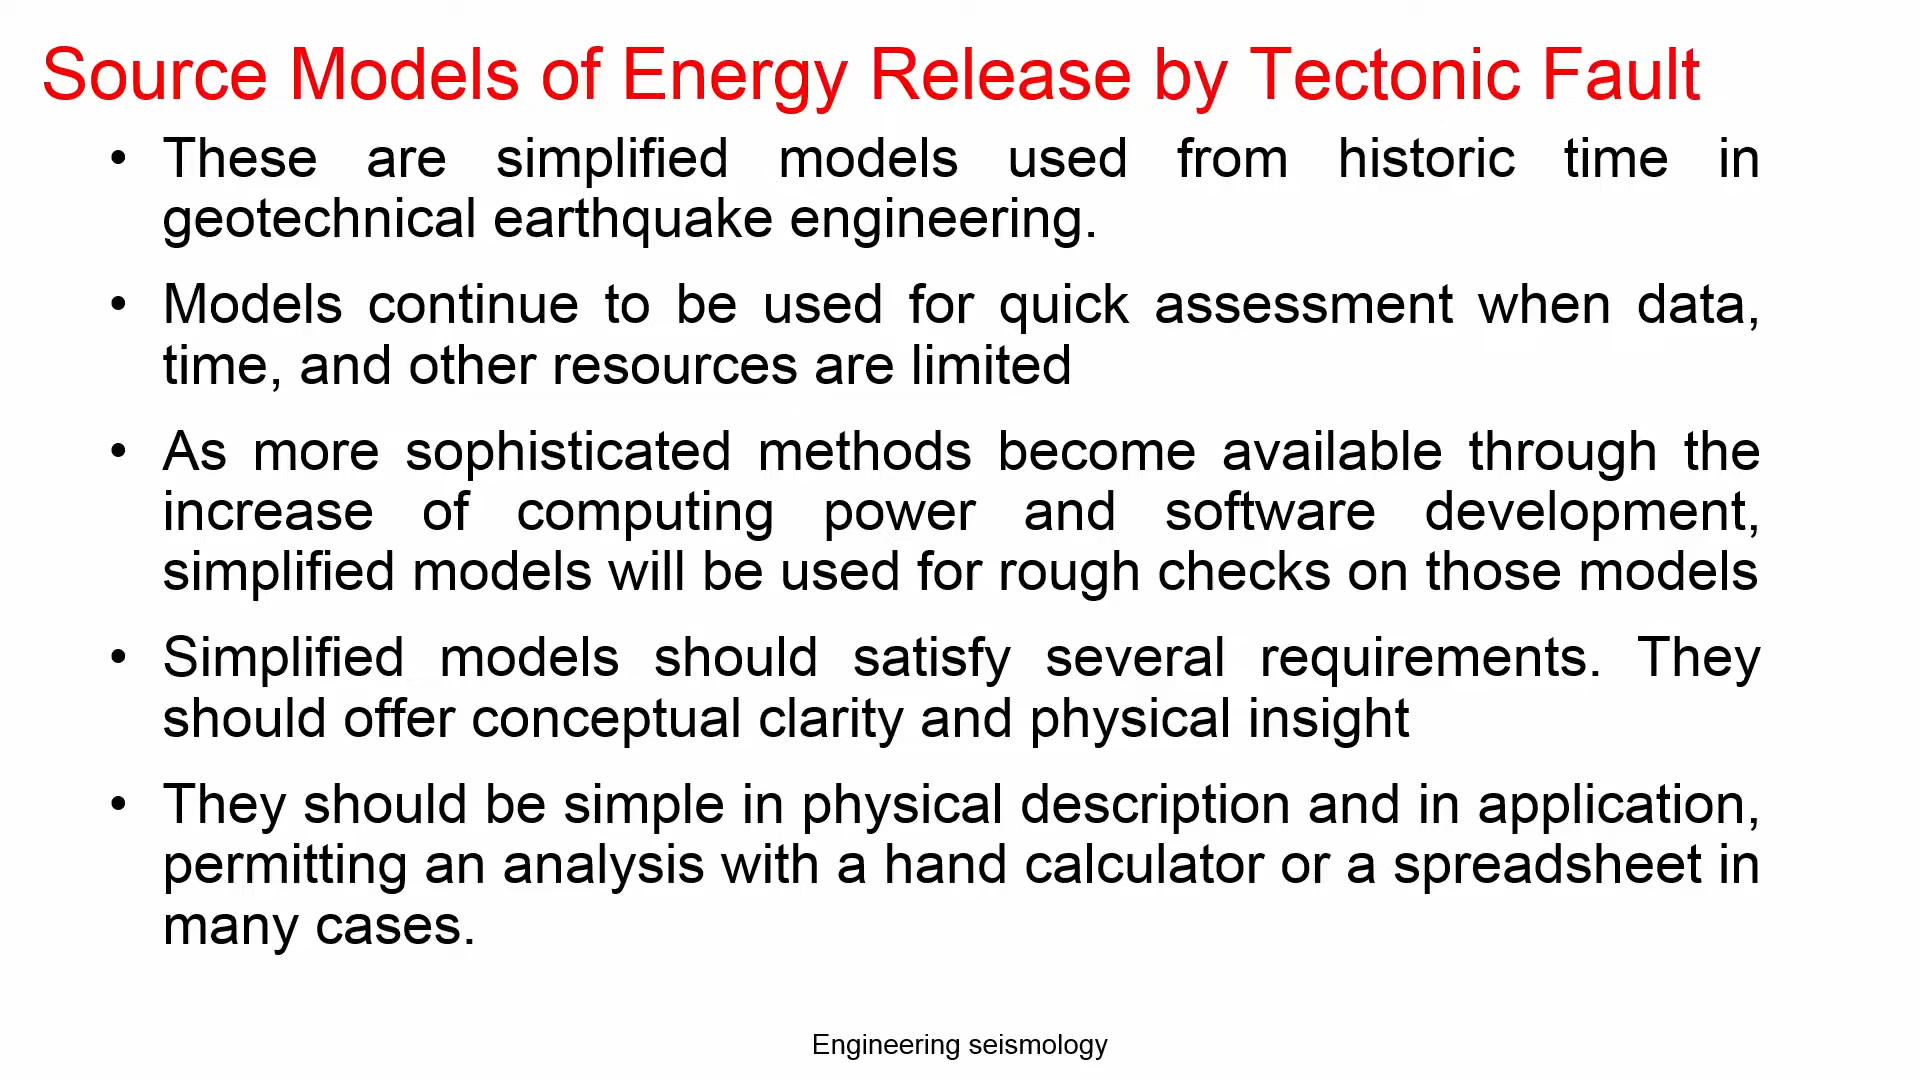 Source Models of Energy Release by Tectonic Fault
• These are simplified models used from historic time in
geotechnical earthquake engineering.
• Models continue to be used for quick assessment when data,
time, and other resources are limited
• As more sophisticated methods become available through the
increase of computing power and software development,
simplified models will be used for rough checks on those models
• Simplified models should satisfy several requirements. They
should offer conceptual clarity and physical insight
• They should be simple in physical description and in application,
permitting an analysis with a hand calculator or a spreadsheet in
many cases.
Engineering seismology